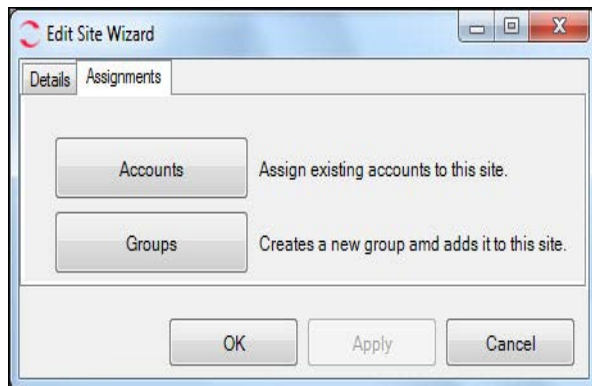 Edit Site Wizard
Details Assignments
Accounts Assign existing accounts to this site.
Groups Creates a new group amd adds it to this site.
OK Apply Cancel